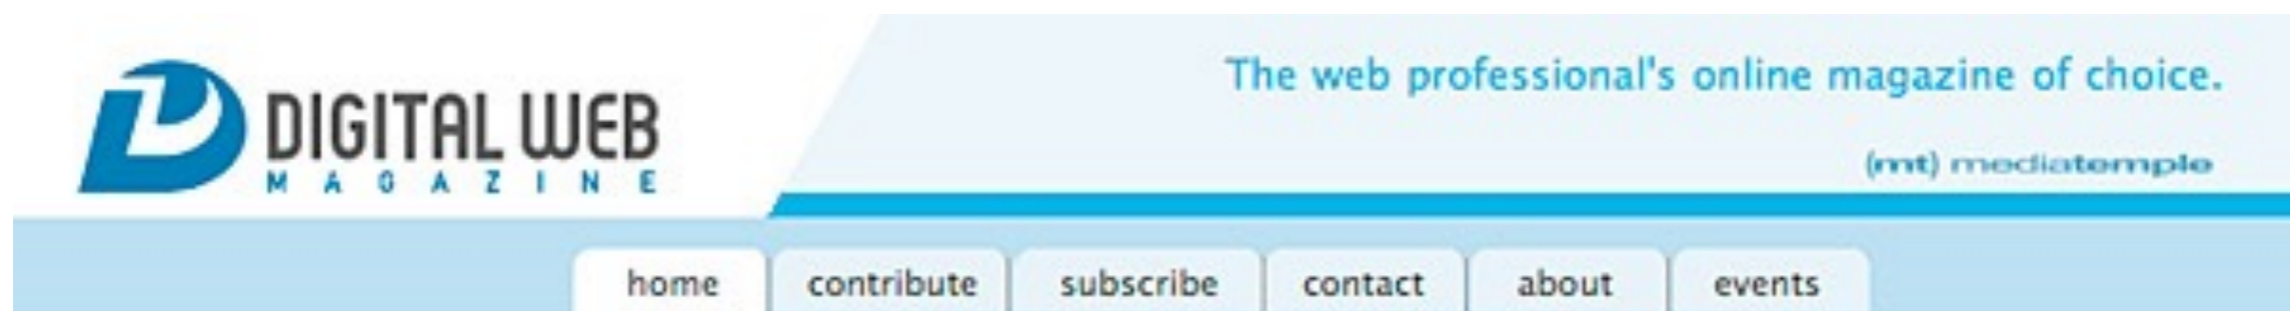 DIGITAL WEB
MAGAZINE
The web professional's online magazine of choice.
(mt) mediatemple
home contribute subscribe contact about events